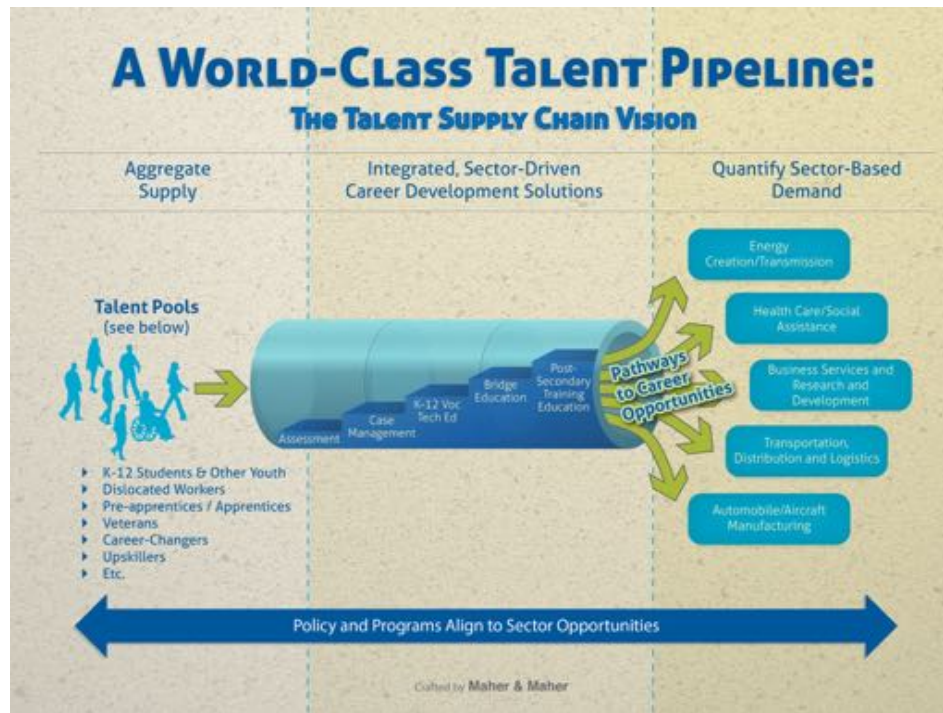 A World-Class Talent Pipeline:
The Talent Supply Chain Vision
Aggregate
Supply
Integrated, Sector-Driven
Career Development Solutions
Quantify Sector-Based
Demand
Talent Pools
(see below)
K-12 Students & Other Youth
Dislocated Workers
Pre-apprentices / Apprentices
Veterans
Career-Changers
Upskillers
Etc.
Assessment
Case
Management
K-12 Voc
Tech Ed
Bridge
Education
Post-
Secondary
Training
Education
Pathways
to Career
Opportunities
Energy
Creation/Transmission
Health Care/Social
Assistance
Business Services and
Research and
Development
Transportation,
Distribution and Logistics
Automobile/Aircraft
Manufacturing
Policy and Programs Align to Sector Opportunities
Crafted by Maher & Maher